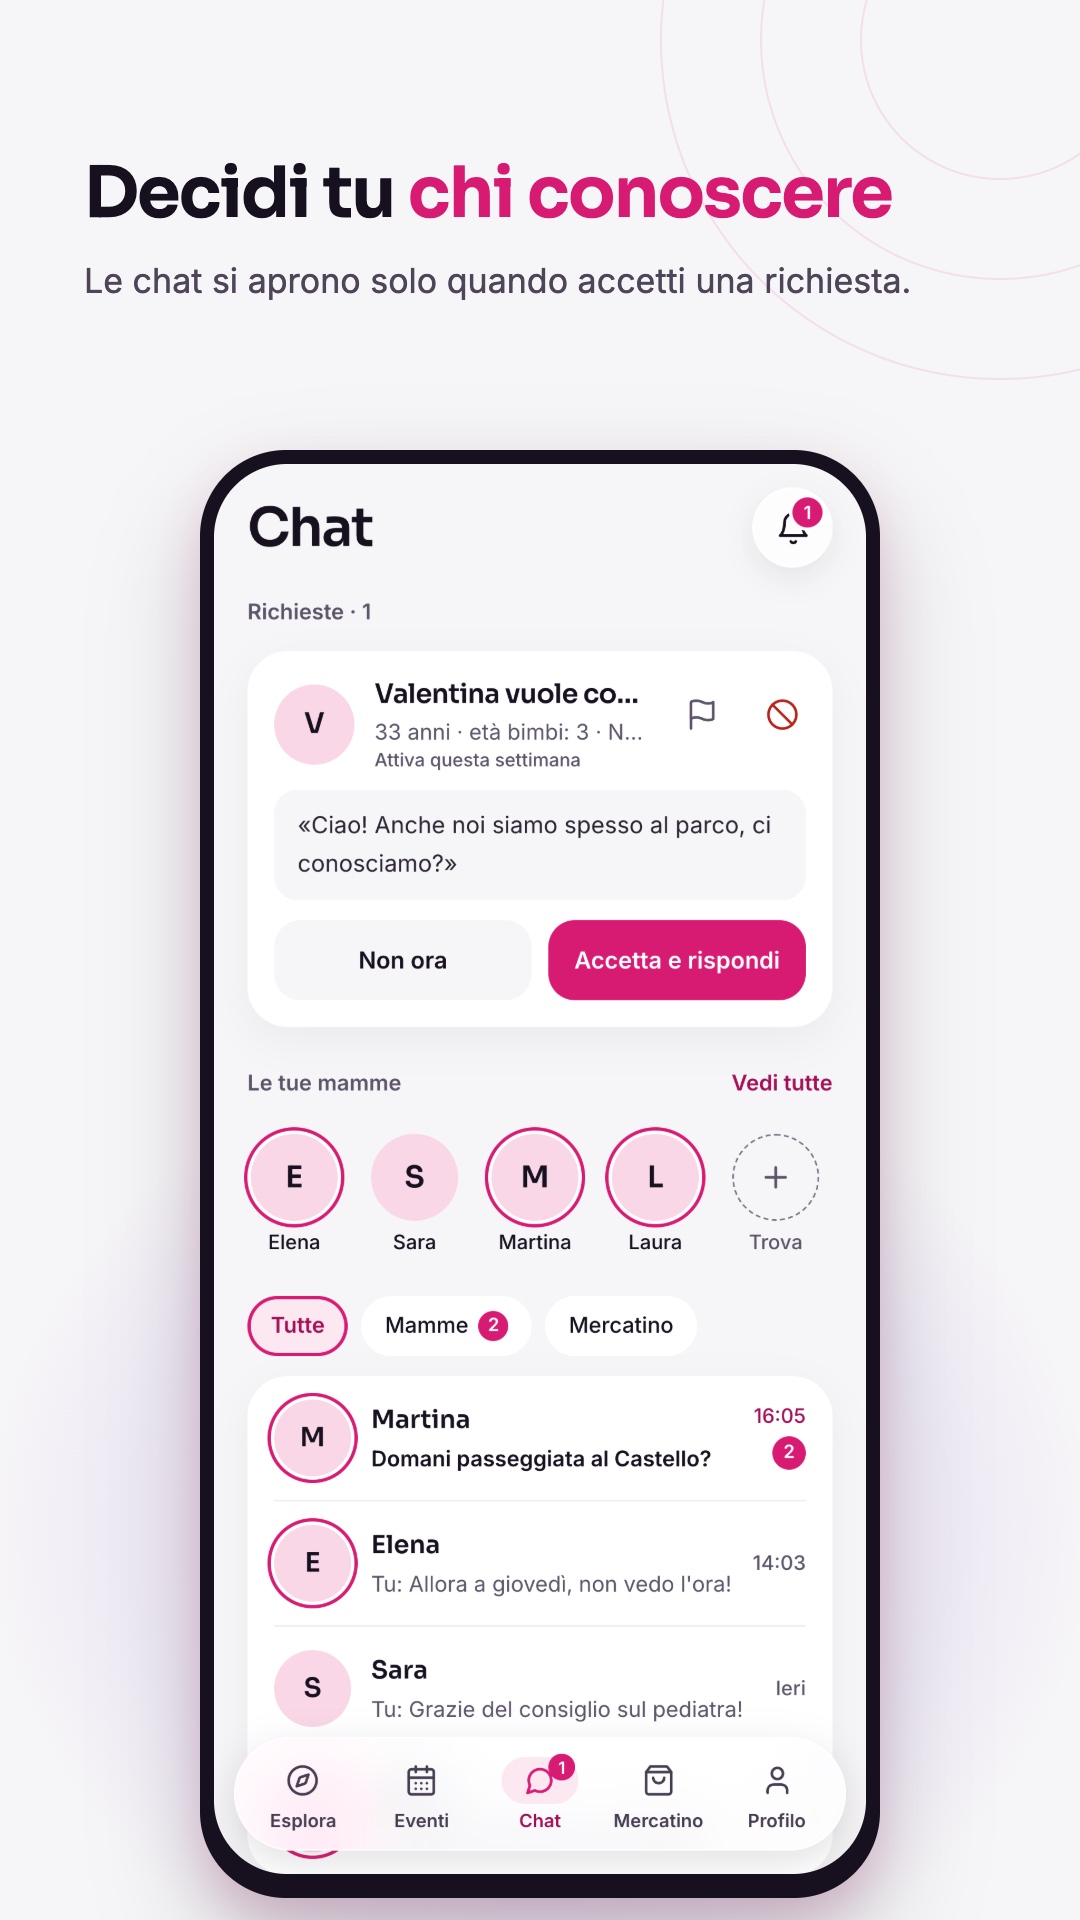 Decidi tu chi conoscere
Le chat si aprono solo quando accetti una richiesta.
Chat
1
Richieste · 1
V
Valentina vuole co...
33 anni · età bimbi: 3 · N...
Attiva questa settimana
«Ciao! Anche noi siamo spesso al parco, ci
conosciamo?»
Non ora
Accetta e rispondi
Le tue mamme
Vedi tutte
E
S
M
L
Elena
Sara
Martina
Laura
Trova
Tutte
Mamme 2
Mercatino
M
Martina
16:05
Domani passeggiata al Castello?
2
E
Elena
14:03
Tu: Allora a giovedì, non vedo l'ora!
S
Sara
Ieri
Tu: Grazie del consiglio sul pediatra!
1
Esplora
Eventi
Chat
Mercatino
Profilo